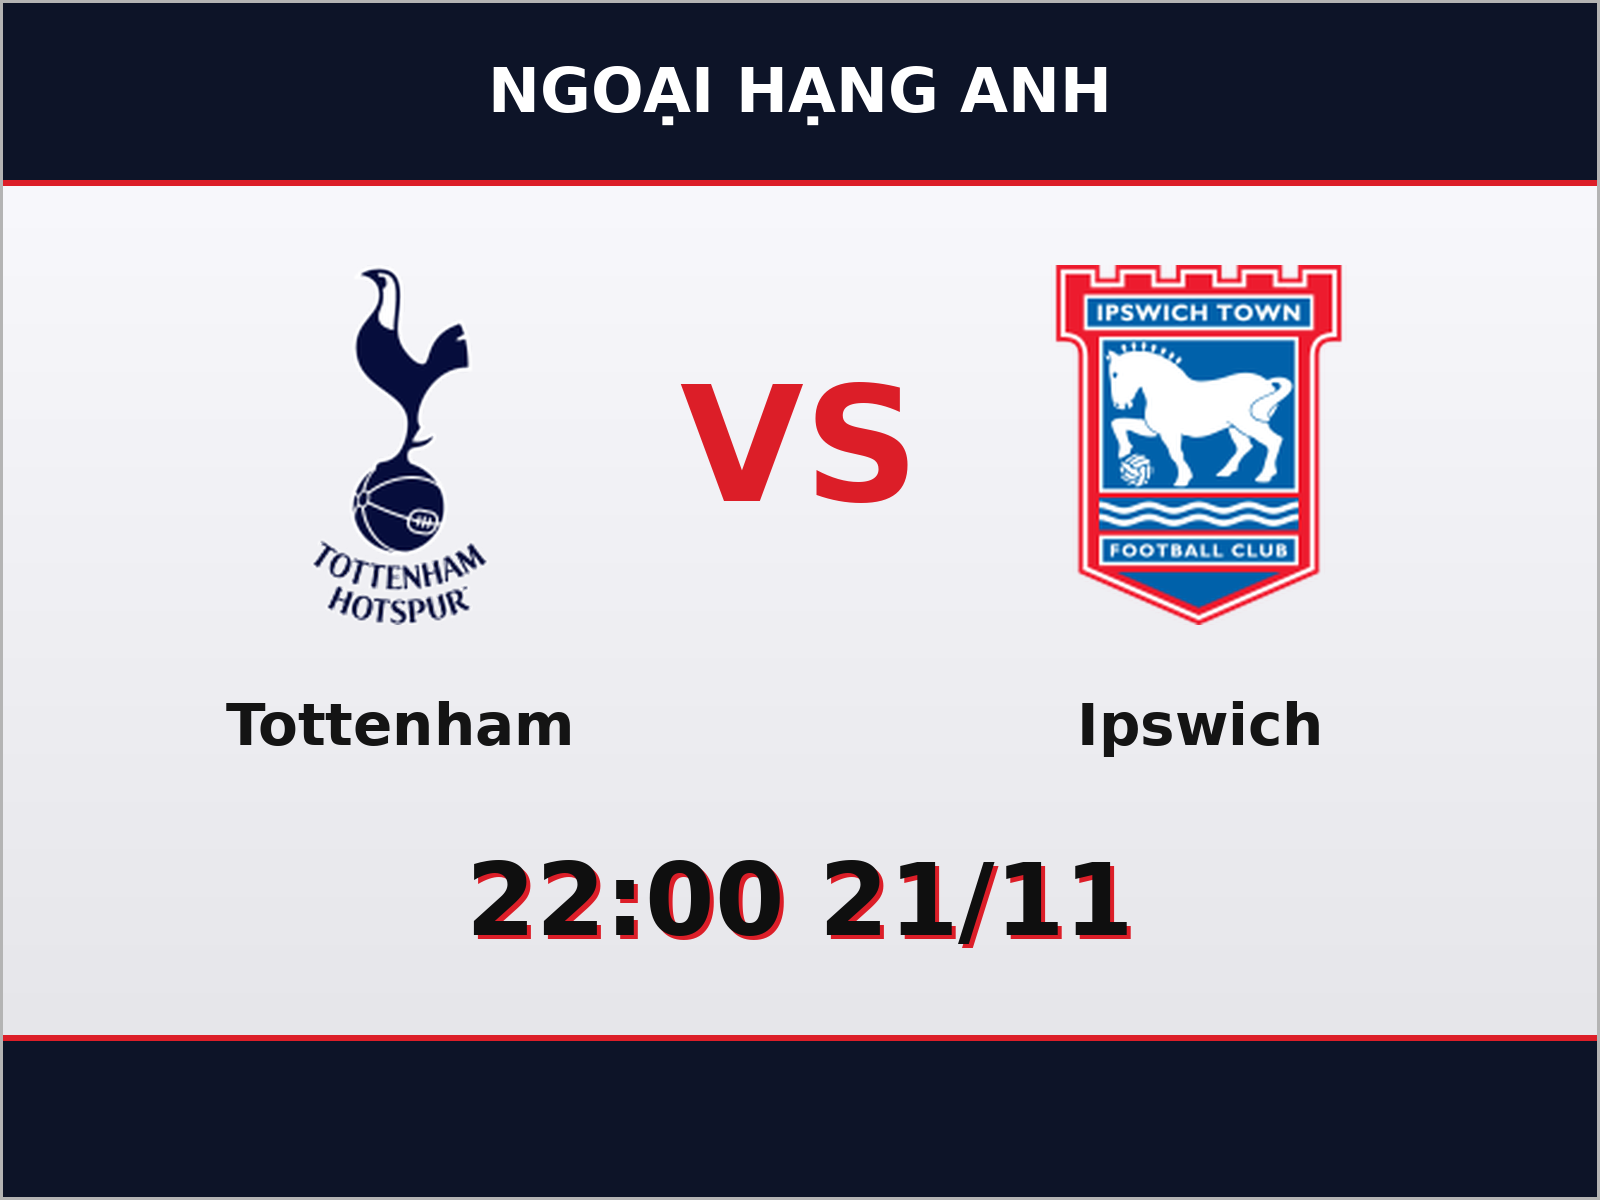 NGOẠI HẠNG ANH
IPSWICH TOWN
VS
FOOTBALL CLUB
TOTTENHAM
HOTSPUR
Tottenham
Ipswich
22:00 21/11